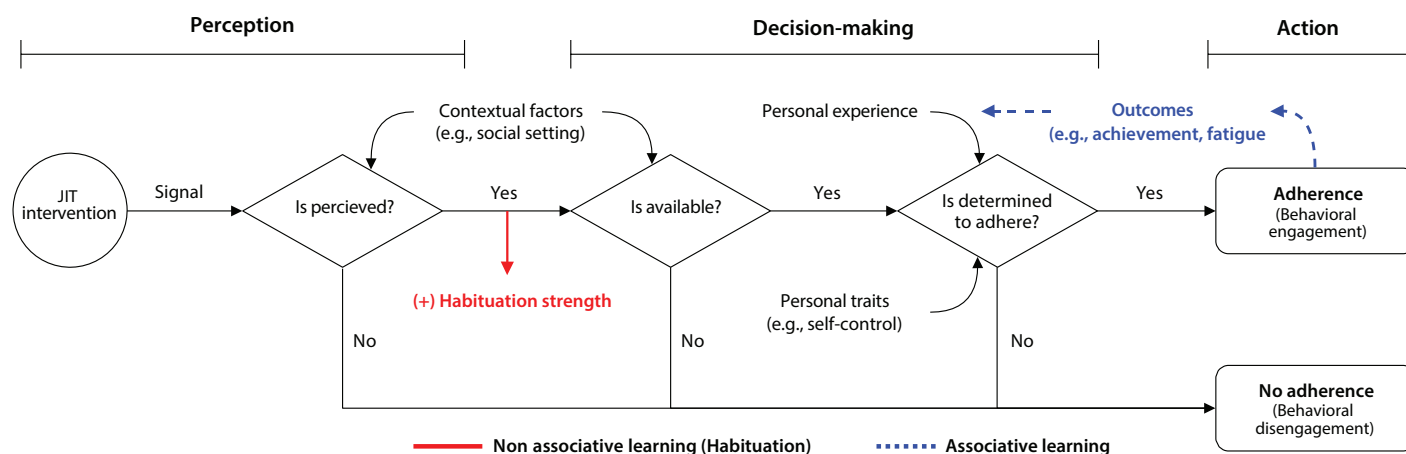 Perception
Decision-making
Action
Contextual factors
(e.g., social setting)
Personal experience
Outcomes
(e.g., achievement, fatigue
JIT
intervention
Signal
Is percieved?
Yes
Is available?
Yes
Is determined
to adhere?
Yes
Adherence
(Behavioral
engagement)
(+) Habituation strength
Personal traits
(e.g., self-control)
No
No
No
No adherence
(Behavioral
disengagement)
Non associative learning (Habituation)
Associative learning